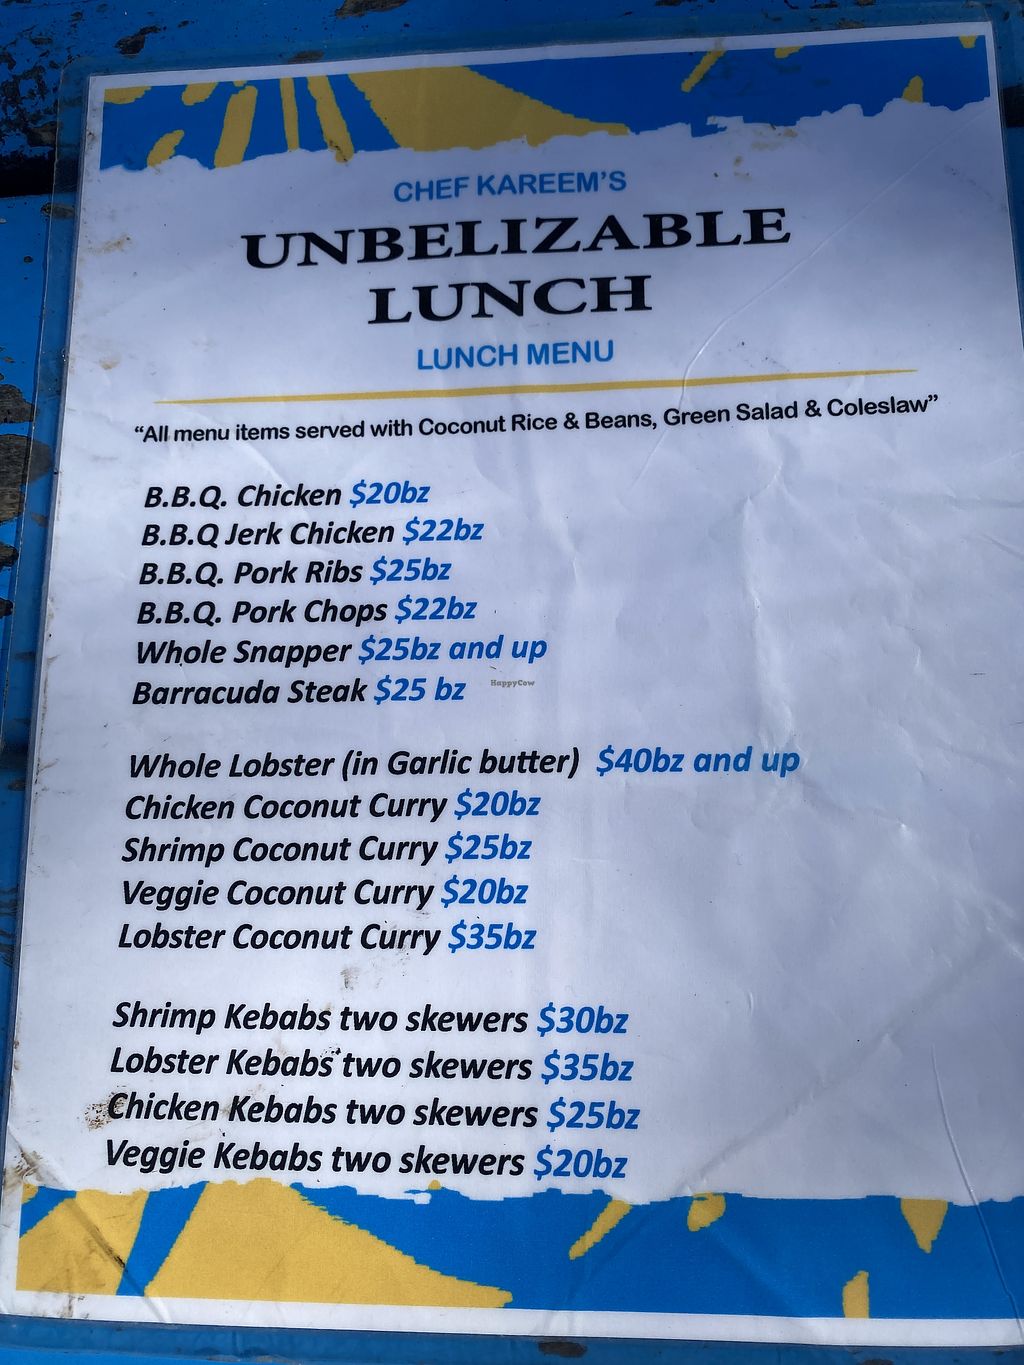 CHEF KAREEM'S
UNBELIZABLE
LUNCH
LUNCH MENU
“All menu items served with Coconut Rice & Beans, Green Salad & Coleslaw”
B.B.Q. Chicken $20bz
B.B.Q Jerk Chicken $22bz
B.B.Q. Pork Ribs $25bz
B.B.Q. Pork Chops $22bz
Whole Snapper $25bz and up
Barracuda Steak $25 bz
HappyCow
Whole Lobster (in Garlic butter) $40bz and up
Chicken Coconut Curry $20bz
Shrimp Coconut Curry $25bz
Veggie Coconut Curry $20bz
Lobster Coconut Curry $35bz
Shrimp Kebabs two skewers $30bz
Lobster Kebabs two skewers $35bz
Chicken Kebabs two skewers $25bz
Veggie Kebabs two skewers $20bz